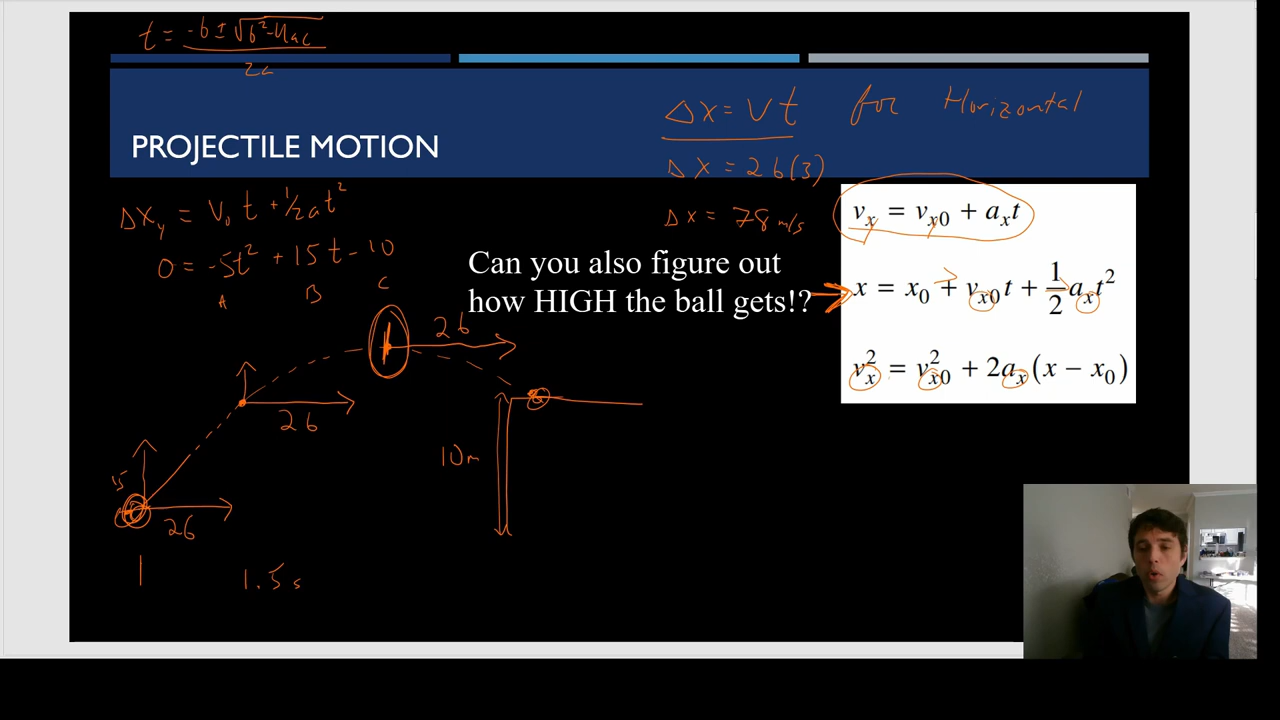 t = -b ± √b² - 4ac
2a
Δx = vt for Horizontal
PROJECTILE MOTION
Δx = 26(3)
Δx_y = V₀t + ½at²
Δx = 78 m/s
vₓ = vₓ₀ + aₓt
0 = -5t² + 15t - 10
A B C
Can you also figure out
how HIGH the ball gets!?
x = x₀ + vₓ₀t + 1/2 aₓt²
vₓ² = vₓ₀² + 2aₓ(x − x₀)
26
26
10m
15
26
1.5s